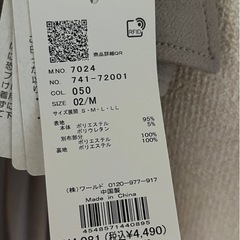 RFID
商品詳細QR
M.NO 7024
NO. 741-72001
COL. 050
SIZE 02/M
サイズ展開 S・M・L・LL
表地
本体 ポリエステル 95%
ポリウレタン 5%
別布部分 ポリエステル 100%
裏地 ポリエステル 100%
(株)ワールド 0120-977-917
中国製
Made in China
4548571440895
(税込¥4,490)